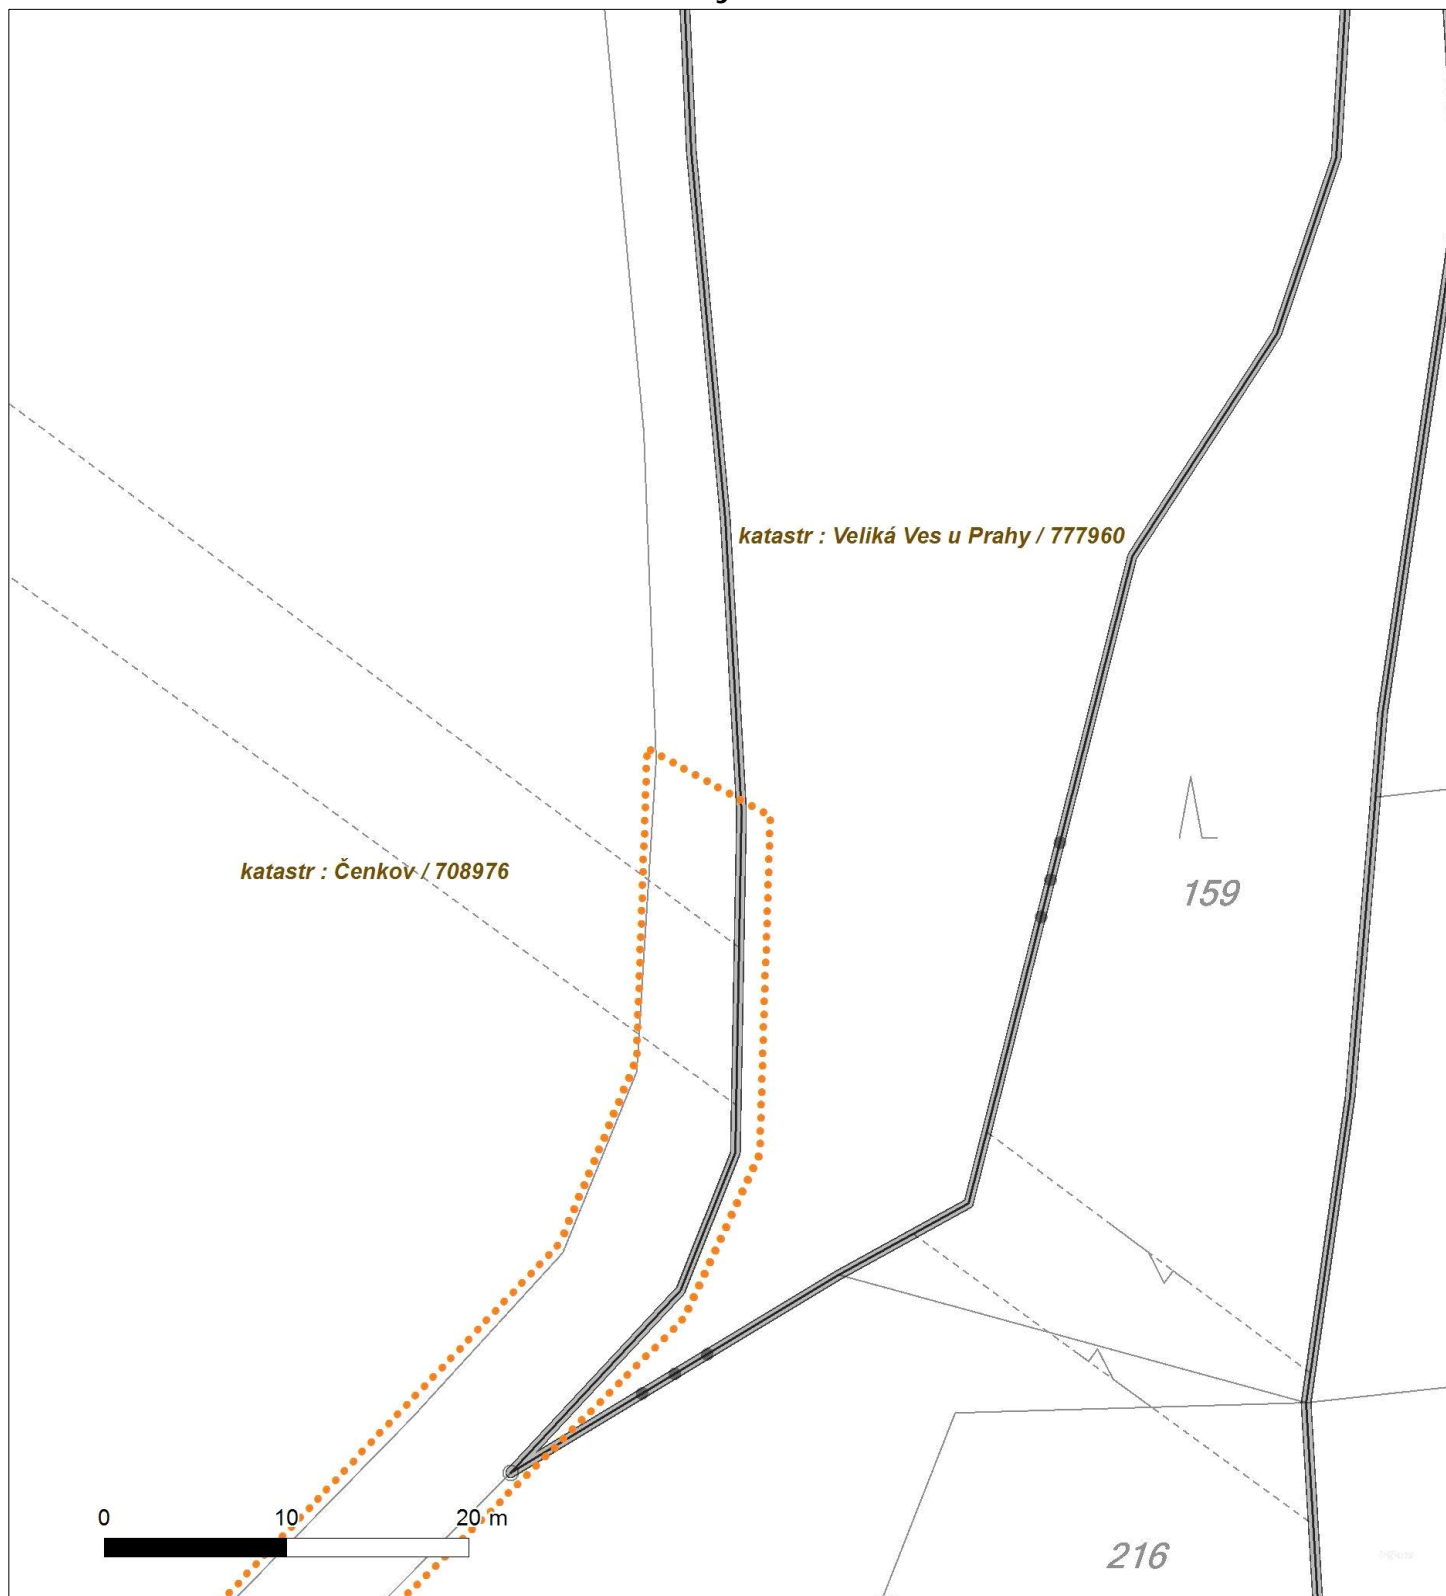 katastr : Veliká Ves u Prahy / 777960
katastr : Čenkov / 708976
159
0 10 20 m
216